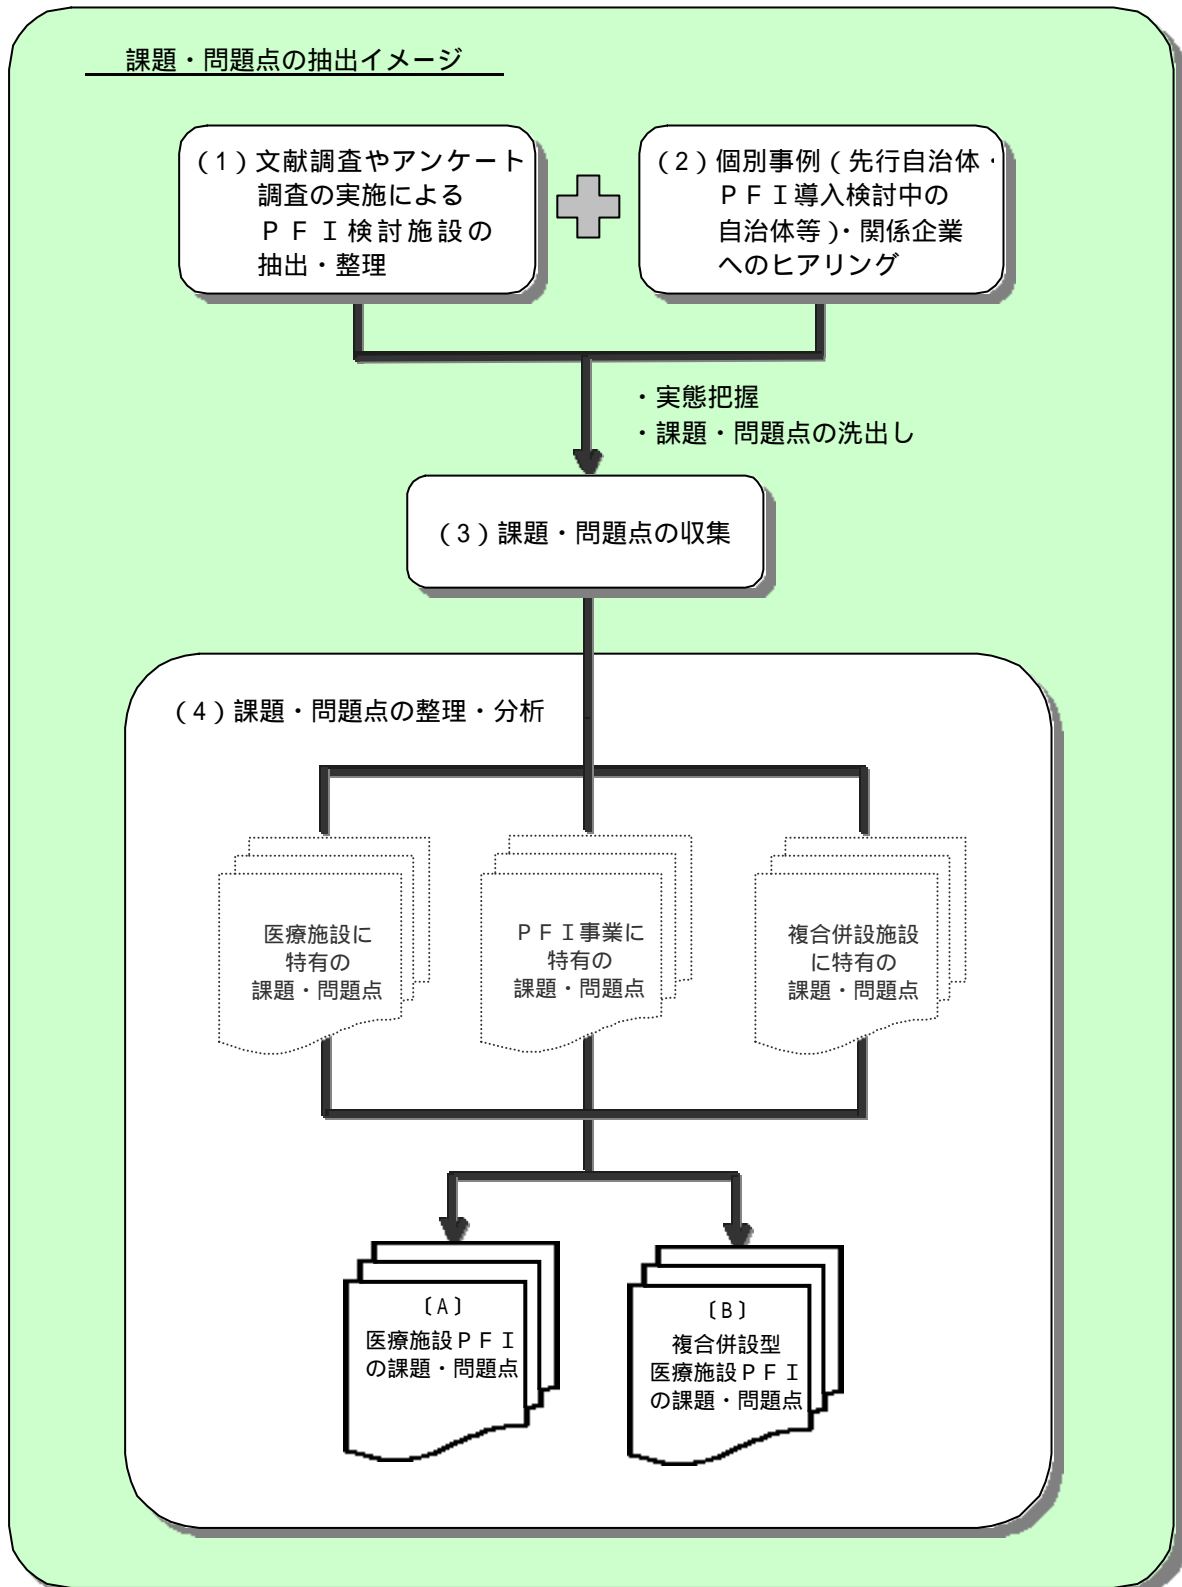 課題・問題点の抽出イメージ
（1）文献調査やアンケート
調査の実施による
ＰＦＩ検討施設の
抽出・整理
（2）個別事例（先行自治体・
ＰＦＩ導入検討中の
自治体等）・関係企業
へのヒアリング
・実態把握
・課題・問題点の洗出し
（3）課題・問題点の収集
（4）課題・問題点の整理・分析
医療施設に
特有の
課題・問題点
ＰＦＩ事業に
特有の
課題・問題点
複合併設施設
に特有の
課題・問題点
〔A〕
医療施設ＰＦＩ
の課題・問題点
〔B〕
複合併設型
医療施設ＰＦＩ
の課題・問題点